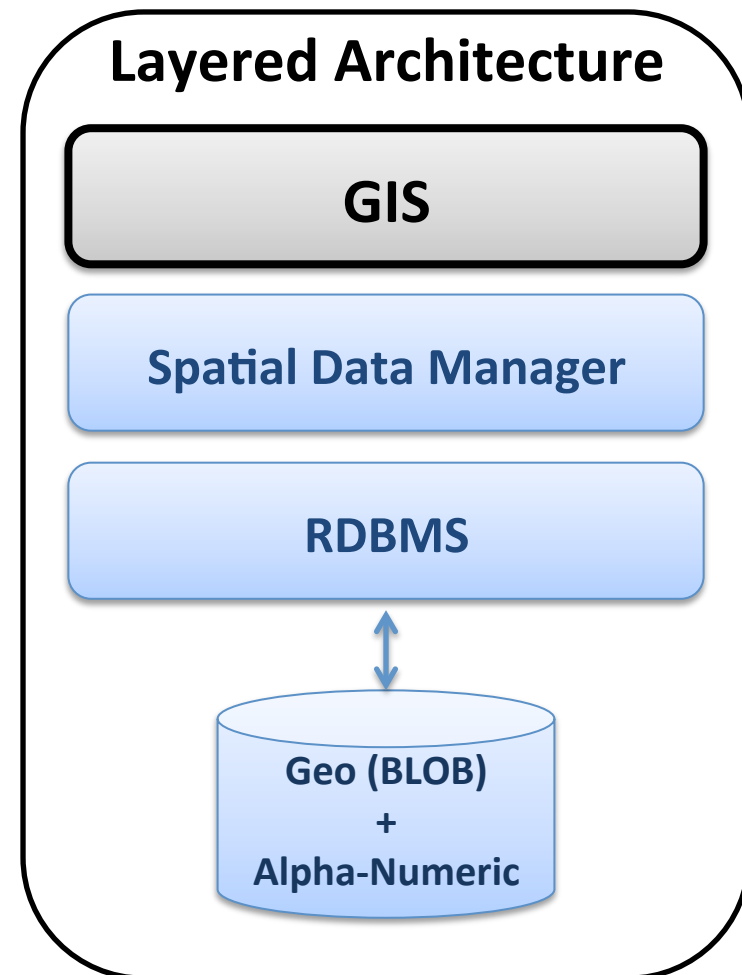 Layered Architecture
GIS
Spatial Data Manager
RDBMS
Geo (BLOB)
+
Alpha-Numeric